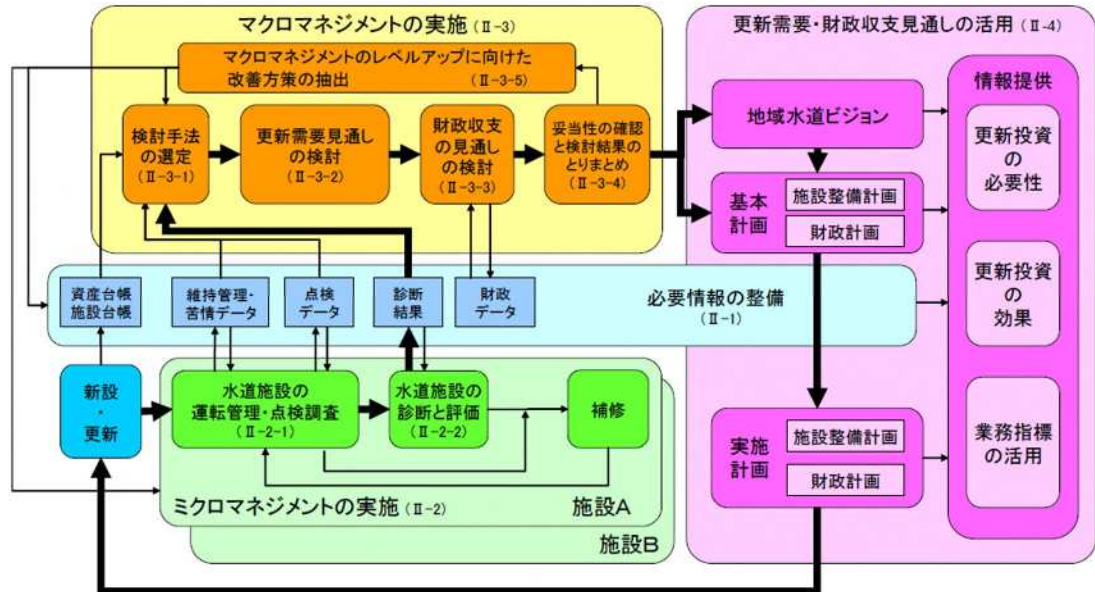 マクロマネジメントの実施(Ⅱ-3)
マクロマネジメントのレベルアップに向けた
改善方策の抽出 (Ⅱ-3-5)
検討手法
の選定
(Ⅱ-3-1)
更新需要見通し
の検討
(Ⅱ-3-2)
財政収支
の見通し
の検討
(Ⅱ-3-3)
妥当性の確認
と検討結果の
とりまとめ
(Ⅱ-3-4)
更新需要・財政収支見通しの活用(Ⅱ-4)
地域水道ビジョン
基本
計画
施設整備計画
財政計画
実施
計画
施設整備計画
財政計画
情報提供
更新投資
の
必要性
更新投資
の
効果
業務指標
の活用
資産台帳
施設台帳
維持管理・
苦情データ
点検
データ
診断
結果
財政
データ
必要情報の整備
(Ⅱ-1)
新設
・
更新
水道施設の
運転管理・点検調査
(Ⅱ-2-1)
水道施設の
診断と評価
(Ⅱ-2-2)
補修
ミクロマネジメントの実施(Ⅱ-2)
施設A
施設B